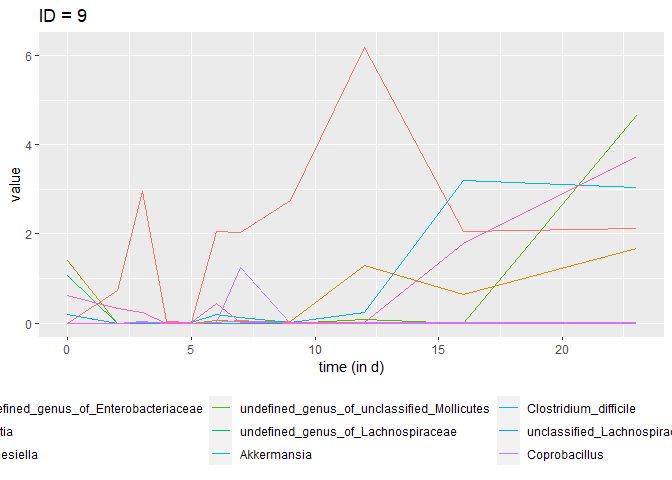 ID = 9
6
4
2
0
value
0 5 10 15 20
time (in d)
efined_genus_of_Enterobacteriaceae undefined_genus_of_unclassified_Mollicutes Clostridium_difficile
tia undefined_genus_of_Lachnospiraceae unclassified_Lachnospirac
nesiella Akkermansia Coprobacillus